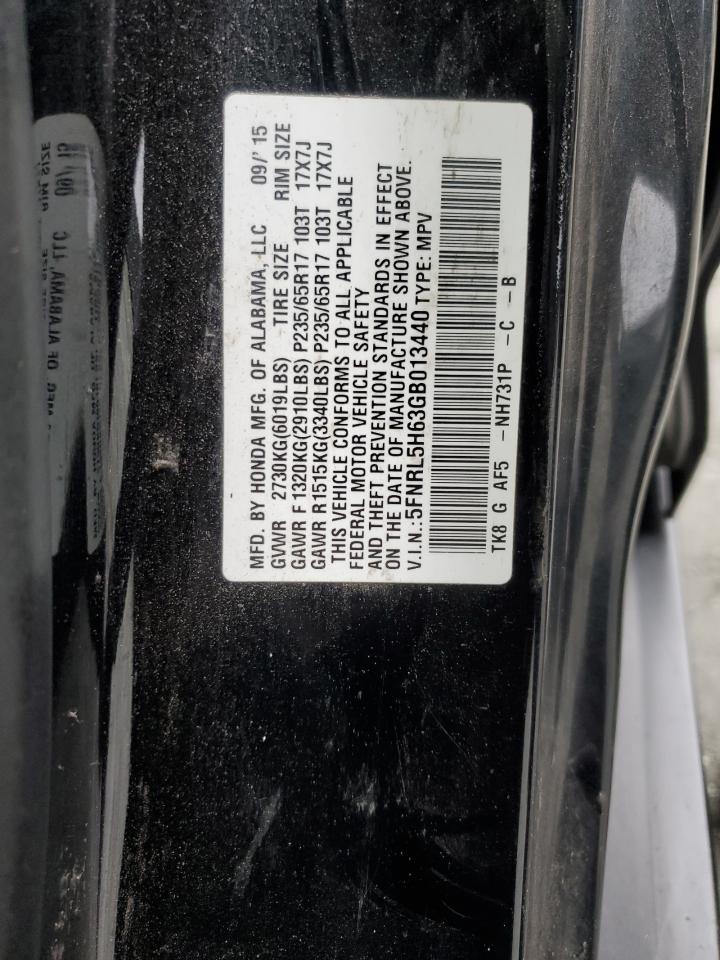 MFD. BY HONDA MFG. OF ALABAMA, LLC 09/'15
GVWR 2730KG(6019LBS) TIRE SIZE RIM SIZE
GAWR F 1320KG(2910LBS) P235/65R17 103T 17X7J
GAWR R1515KG(3340LBS) P235/65R17 103T 17X7J
THIS VEHICLE CONFORMS TO ALL APPLICABLE
FEDERAL MOTOR VEHICLE SAFETY
AND THEFT PREVENTION STANDARDS IN EFFECT
ON THE DATE OF MANUFACTURE SHOWN ABOVE.
V.I.N.:5FNRL5H63GB013440 TYPE: MPV
TK8 G AF5 -NH731P -C -B